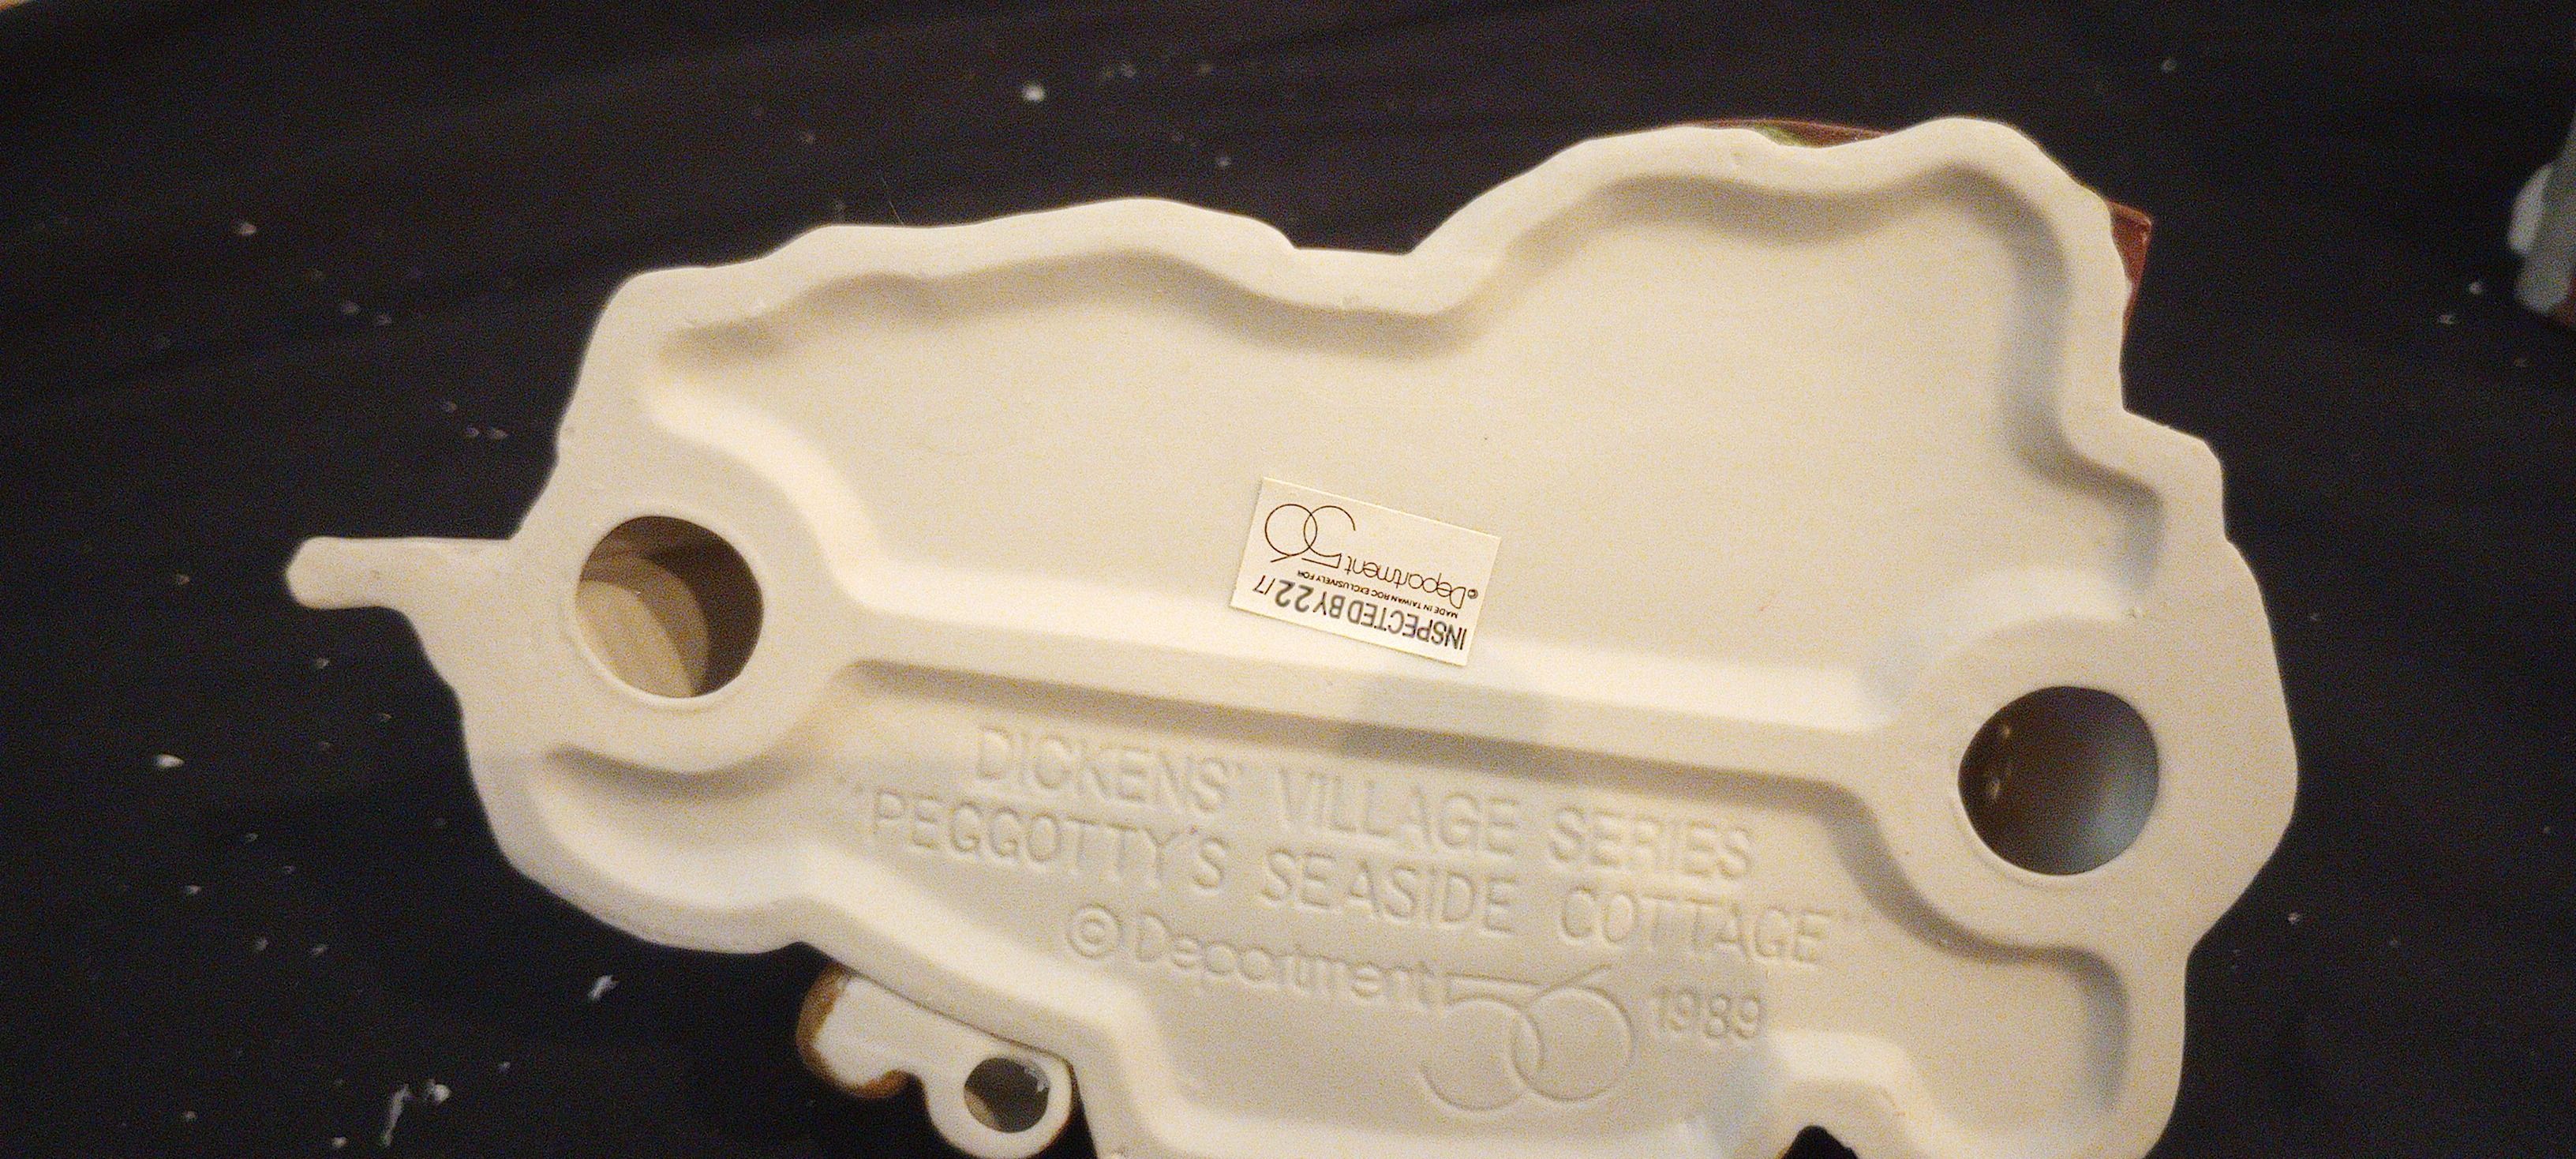 ©Department 56
MADE IN TAIWAN ROC EXCLUSIVELY FOR
INSPECTED BY 22 /7
DICKENS' VILLAGE SERIES
"PEGGOTTY'S SEASIDE COTTAGE"
© Department 56 1989